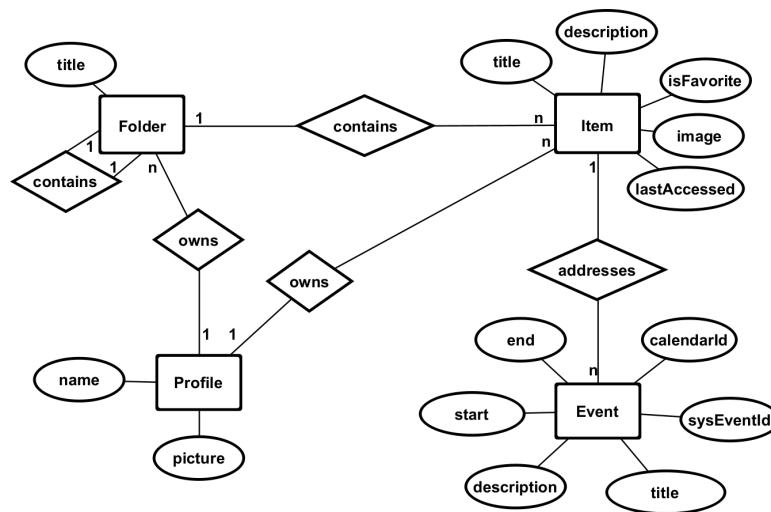 description
title
title
isFavorite
Folder
1
contains
n
Item
image
1
1
n
n
1
contains
lastAccessed
owns
addresses
owns
1
1
end
calendarId
n
name
Profile
start
Event
sysEventId
picture
description
title